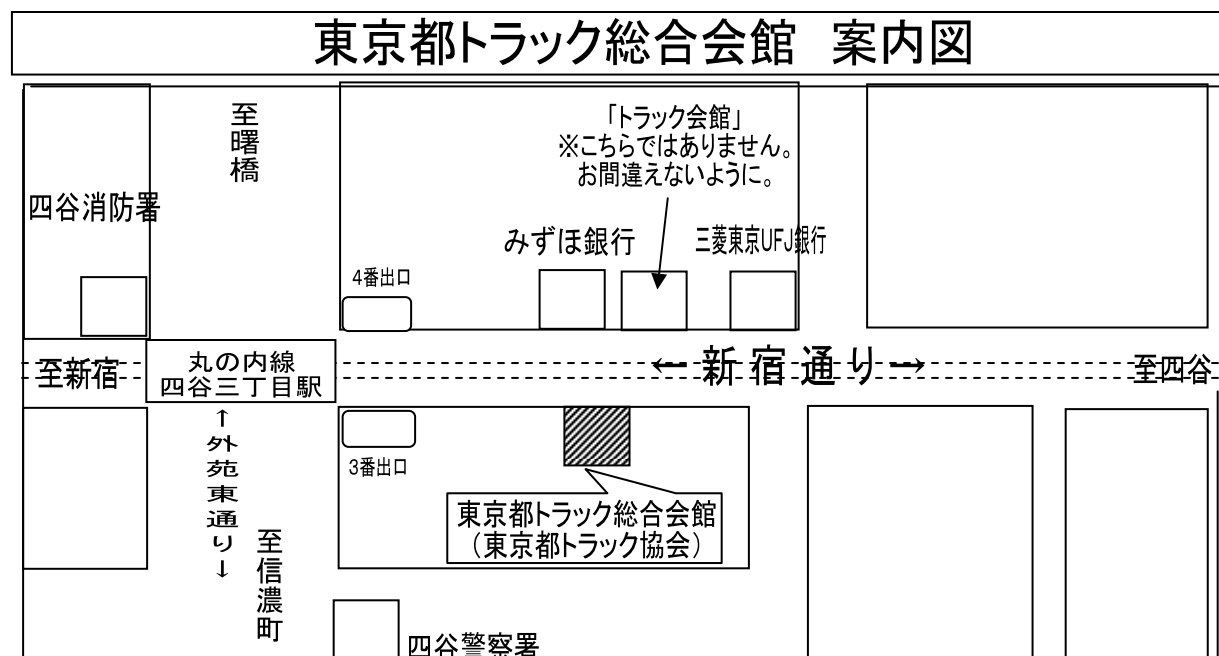 東京都トラック総合会館　案内図
至曙橋
「トラック会館」
※こちらではありません。
お間違えないように。
四谷消防署
みずほ銀行
三菱東京UFJ銀行
4番出口
至新宿
丸の内線
四谷三丁目駅
←新宿通り→
至四谷
↑外苑東通り↓
3番出口
東京都トラック総合会館
（東京都トラック協会）
至信濃町
四谷警察署